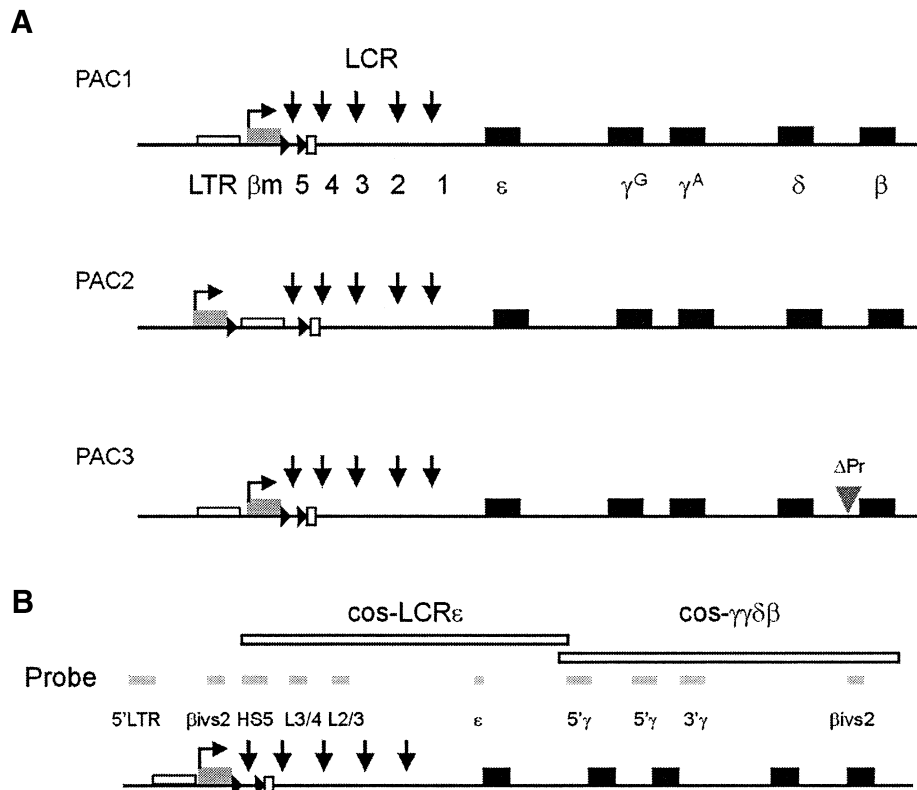 A
LCR
PAC1
LTR βm 5 4 3 2 1 ε γG γA δ β
PAC2
PAC3
ΔPr
B
cos-LCRε cos-γγδβ
Probe
5'LTR βivs2 HS5 L3/4 L2/3 ε 5'γ 5'γ 3'γ βivs2